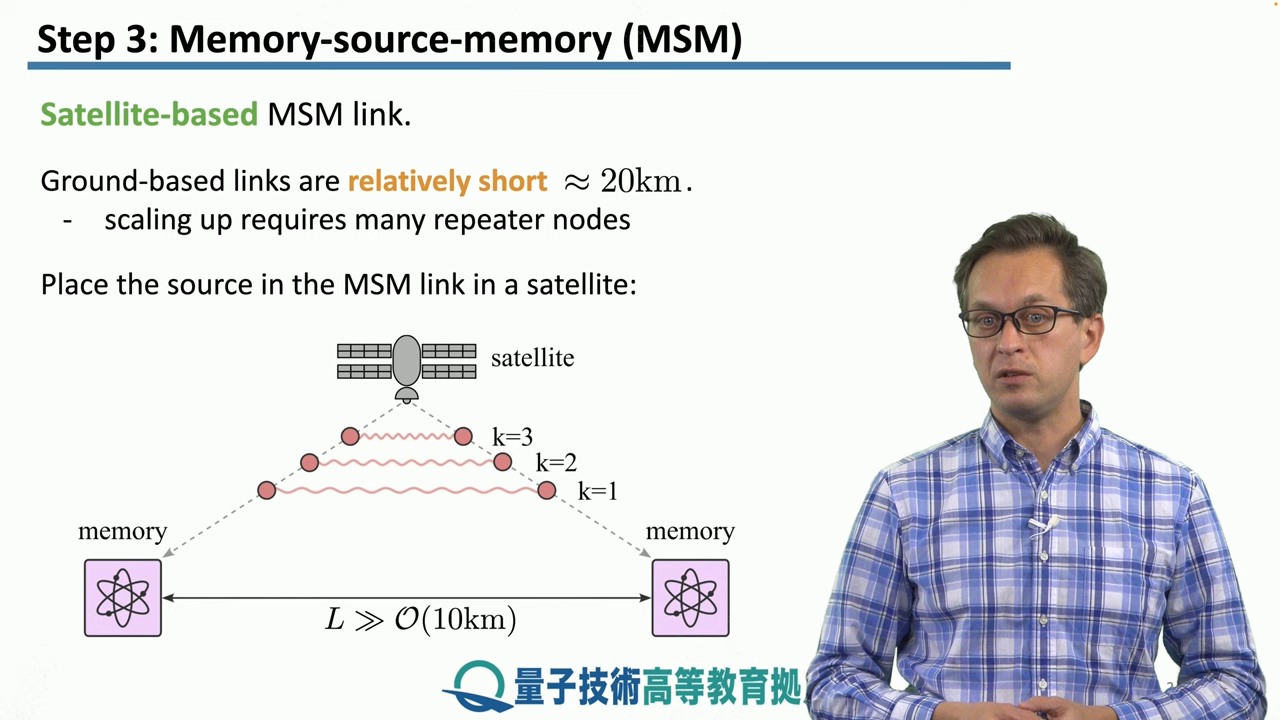 Step 3: Memory-source-memory (MSM)
Satellite-based MSM link.
Ground-based links are relatively short ≈ 20km.
- scaling up requires many repeater nodes
Place the source in the MSM link in a satellite:
satellite
k=3
k=2
k=1
memory
memory
L ≫ 𝒪(10km)
量子技術高等教育拠